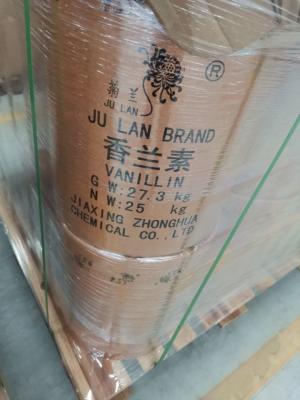 菊 兰
JU LAN
®
JU LAN BRAND
香兰素
VANILLIN
G W:27.3 kg
N W:25 kg
JIAXING ZHONGHUA
CHEMICAL CO.,LTD